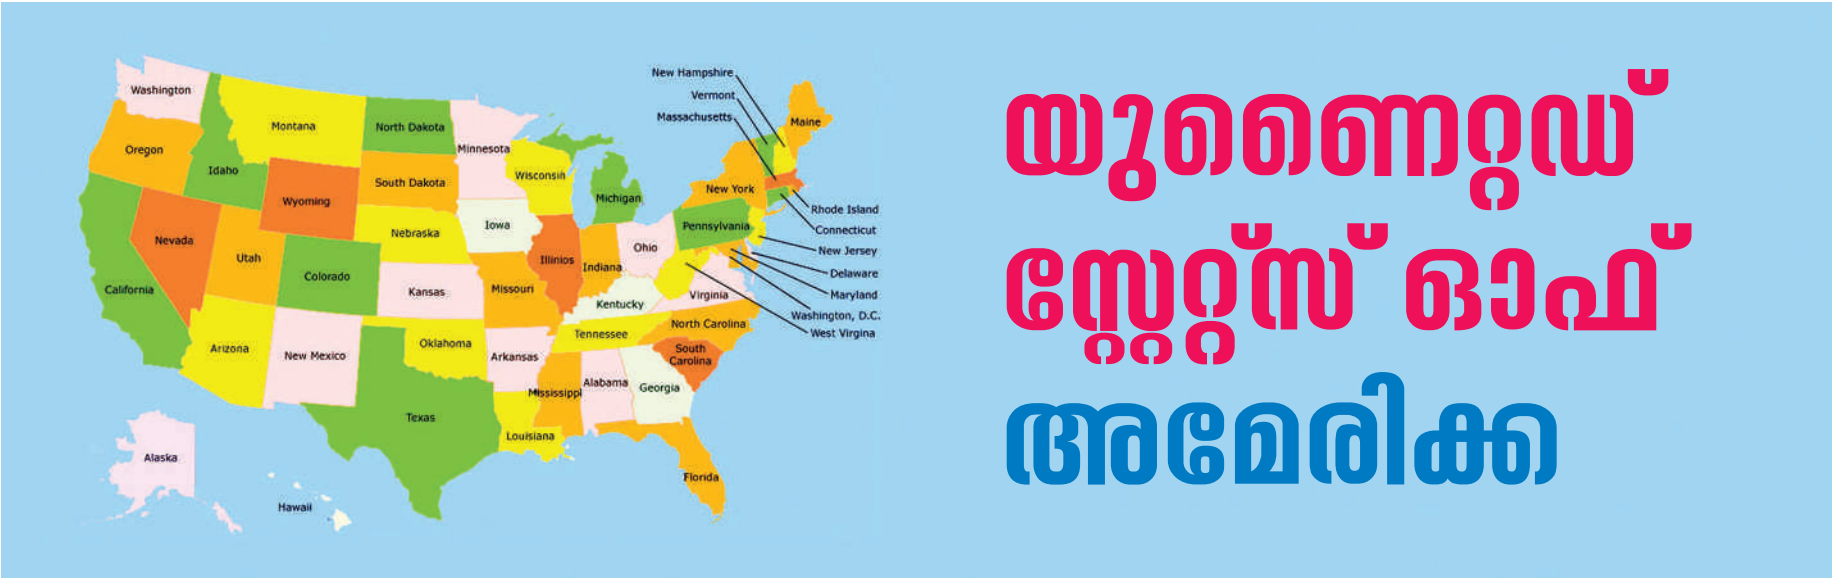 Washington
Montana
North Dakota
Minnesota
Oregon
Idaho
Wyoming
South Dakota
Wisconsin
Michigan
New Hampshire
Vermont
Massachusetts
Maine
New York
Rhode Island
Connecticut
New Jersey
Delaware
Maryland
Washington, D.C.
West Virgina
Nevada
Utah
Colorado
Nebraska
Iowa
Illinios
Indiana
Ohio
Pennsylvania
California
Kansas
Missouri
Kentucky
Virginia
Arizona
New Mexico
Oklahoma
Arkansas
Tennessee
North Carolina
South
Carolina
Texas
Louisiana
Mississippi
Alabama
Georgia
Florida
Alaska
Hawaii
യുണൈറ്റഡ്
സ്റ്റേറ്റ്സ് ഓഫ്
അമേരിക്ക